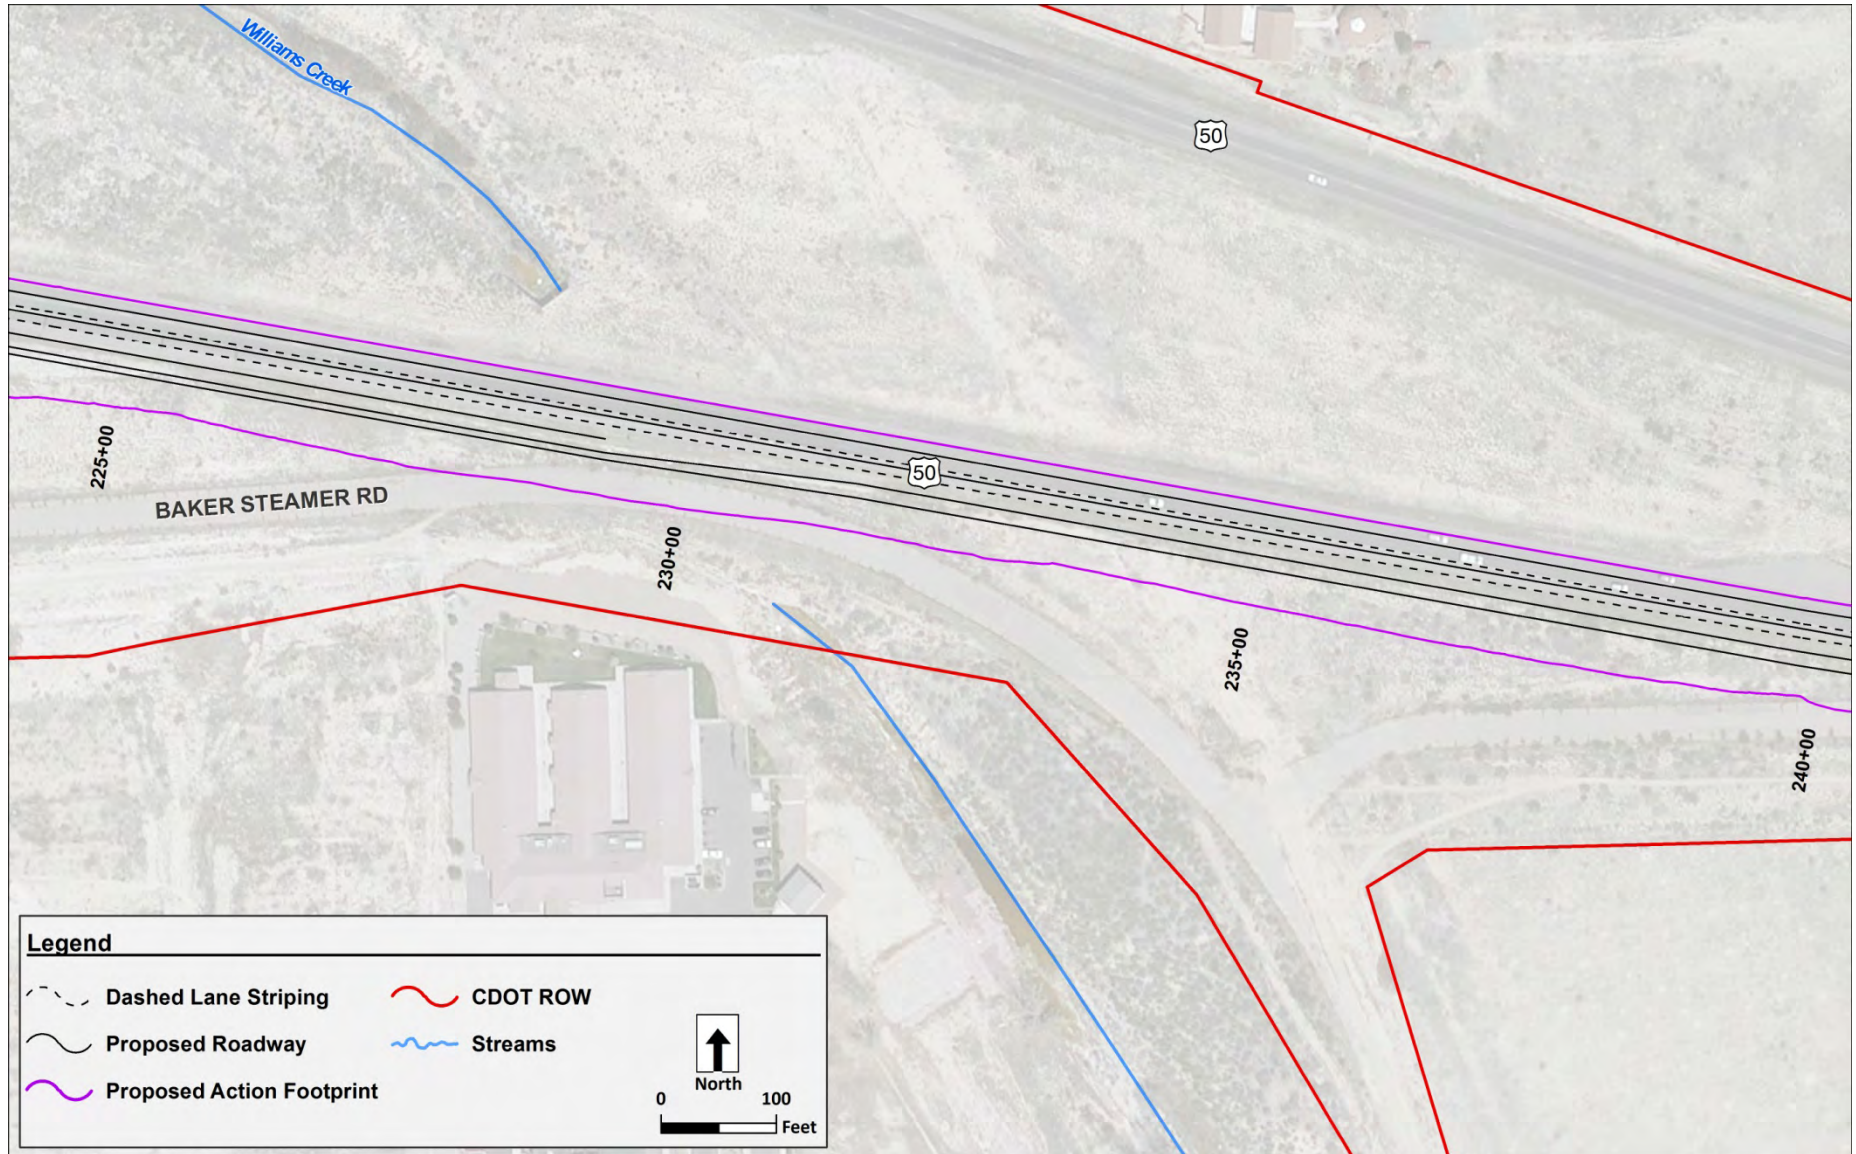 Williams Creek
50
50
225+00
BAKER STEAMER RD
230+00
235+00
240+00
Legend
Dashed Lane Striping
CDOT ROW
Proposed Roadway
Streams
Proposed Action Footprint
North
0 100
Feet